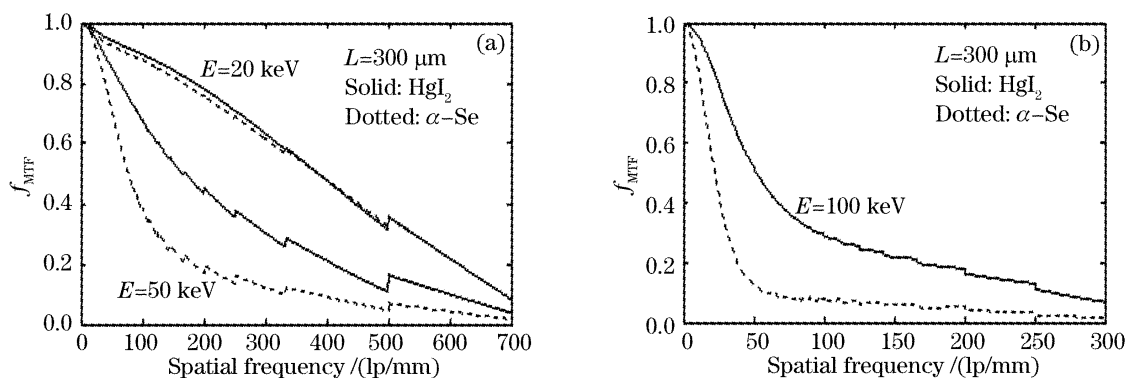 (a)
L=300 μm
Solid: HgI₂
Dotted: α−Se
E=20 keV
E=50 keV
f_MTF
1.0
0.8
0.6
0.4
0.2
0.0
0 100 200 300 400 500 600 700
Spatial frequency /(lp/mm)
(b)
L=300 μm
Solid: HgI₂
Dotted: α−Se
E=100 keV
f_MTF
1.0
0.8
0.6
0.4
0.2
0.0
0 50 100 150 200 250 300
Spatial frequency /(lp/mm)